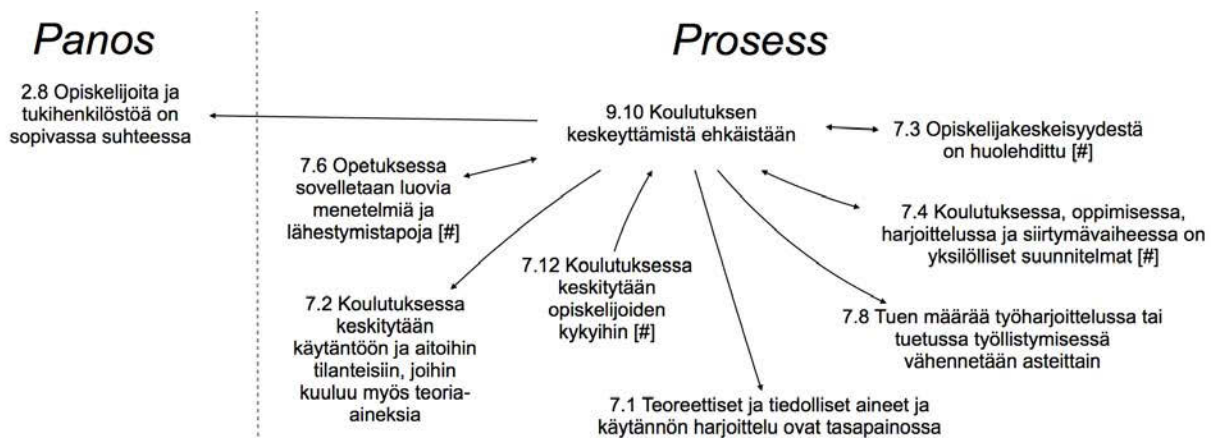 Panos
Prosess
2.8 Opiskelijoita ja
tukihenkilöstöä on
sopivassa suhteessa
9.10 Koulutuksen
keskeyttämistä ehkäistään
7.3 Opiskelijakeskeisyydestä
on huolehdittu [#]
7.6 Opetuksessa
sovelletaan luovia
menetelmiä ja
lähestymistapoja [#]
7.4 Koulutuksessa, oppimisessa,
harjoittelussa ja siirtymävaiheessa on
yksilölliset suunnitelmat [#]
7.12 Koulutuksessa
keskitytään
opiskelijoiden
kykyihin [#]
7.2 Koulutuksessa
keskitytään
käytäntöön ja aitoihin
tilanteisiin, joihin
kuuluu myös teoria-
aineksia
7.8 Tuen määrää työharjoittelussa tai
tuetussa työllistymisessä
vähennetään asteittain
7.1 Teoreettiset ja tiedolliset aineet ja
käytännön harjoittelu ovat tasapainossa